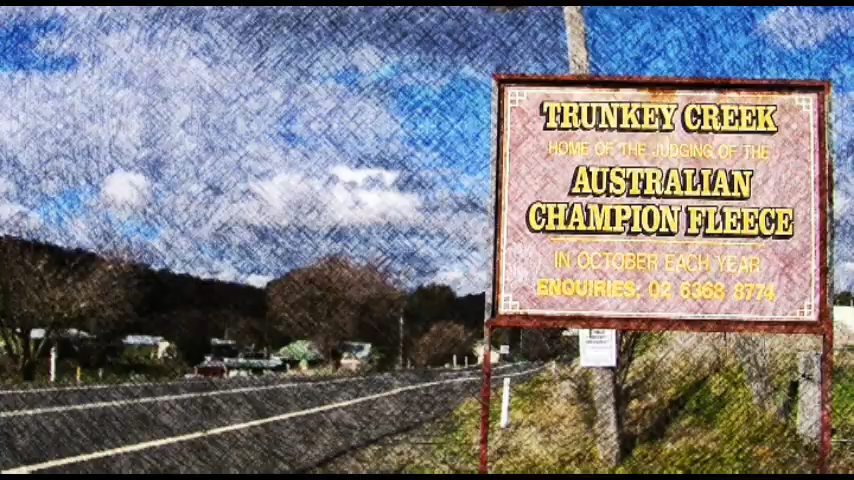 TRUNKEY CREEK
HOME OF THE JUDGING OF THE
AUSTRALIAN
CHAMPION FLEECE
IN OCTOBER EACH YEAR
ENQUIRIES. 02 6368 8774